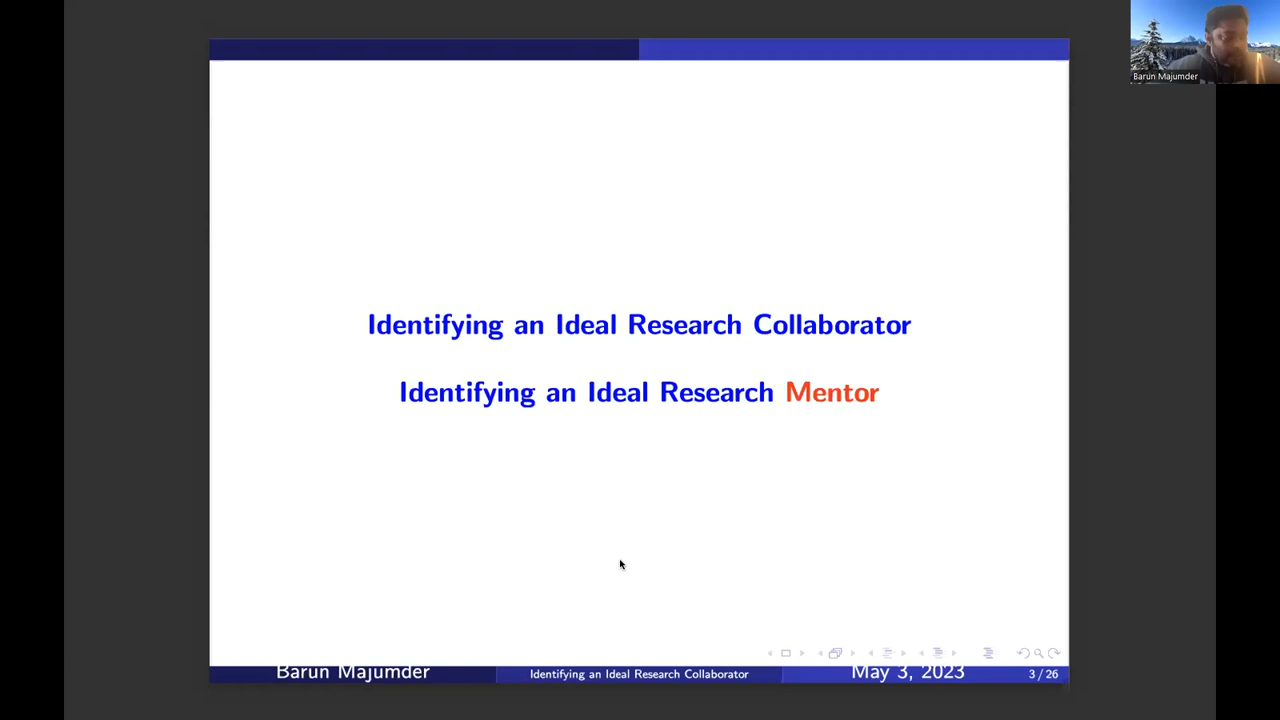 Barun Majumder
Identifying an Ideal Research Collaborator
Identifying an Ideal Research Mentor
Barun Majumder
Identifying an Ideal Research Collaborator
May 3, 2023
3 / 26